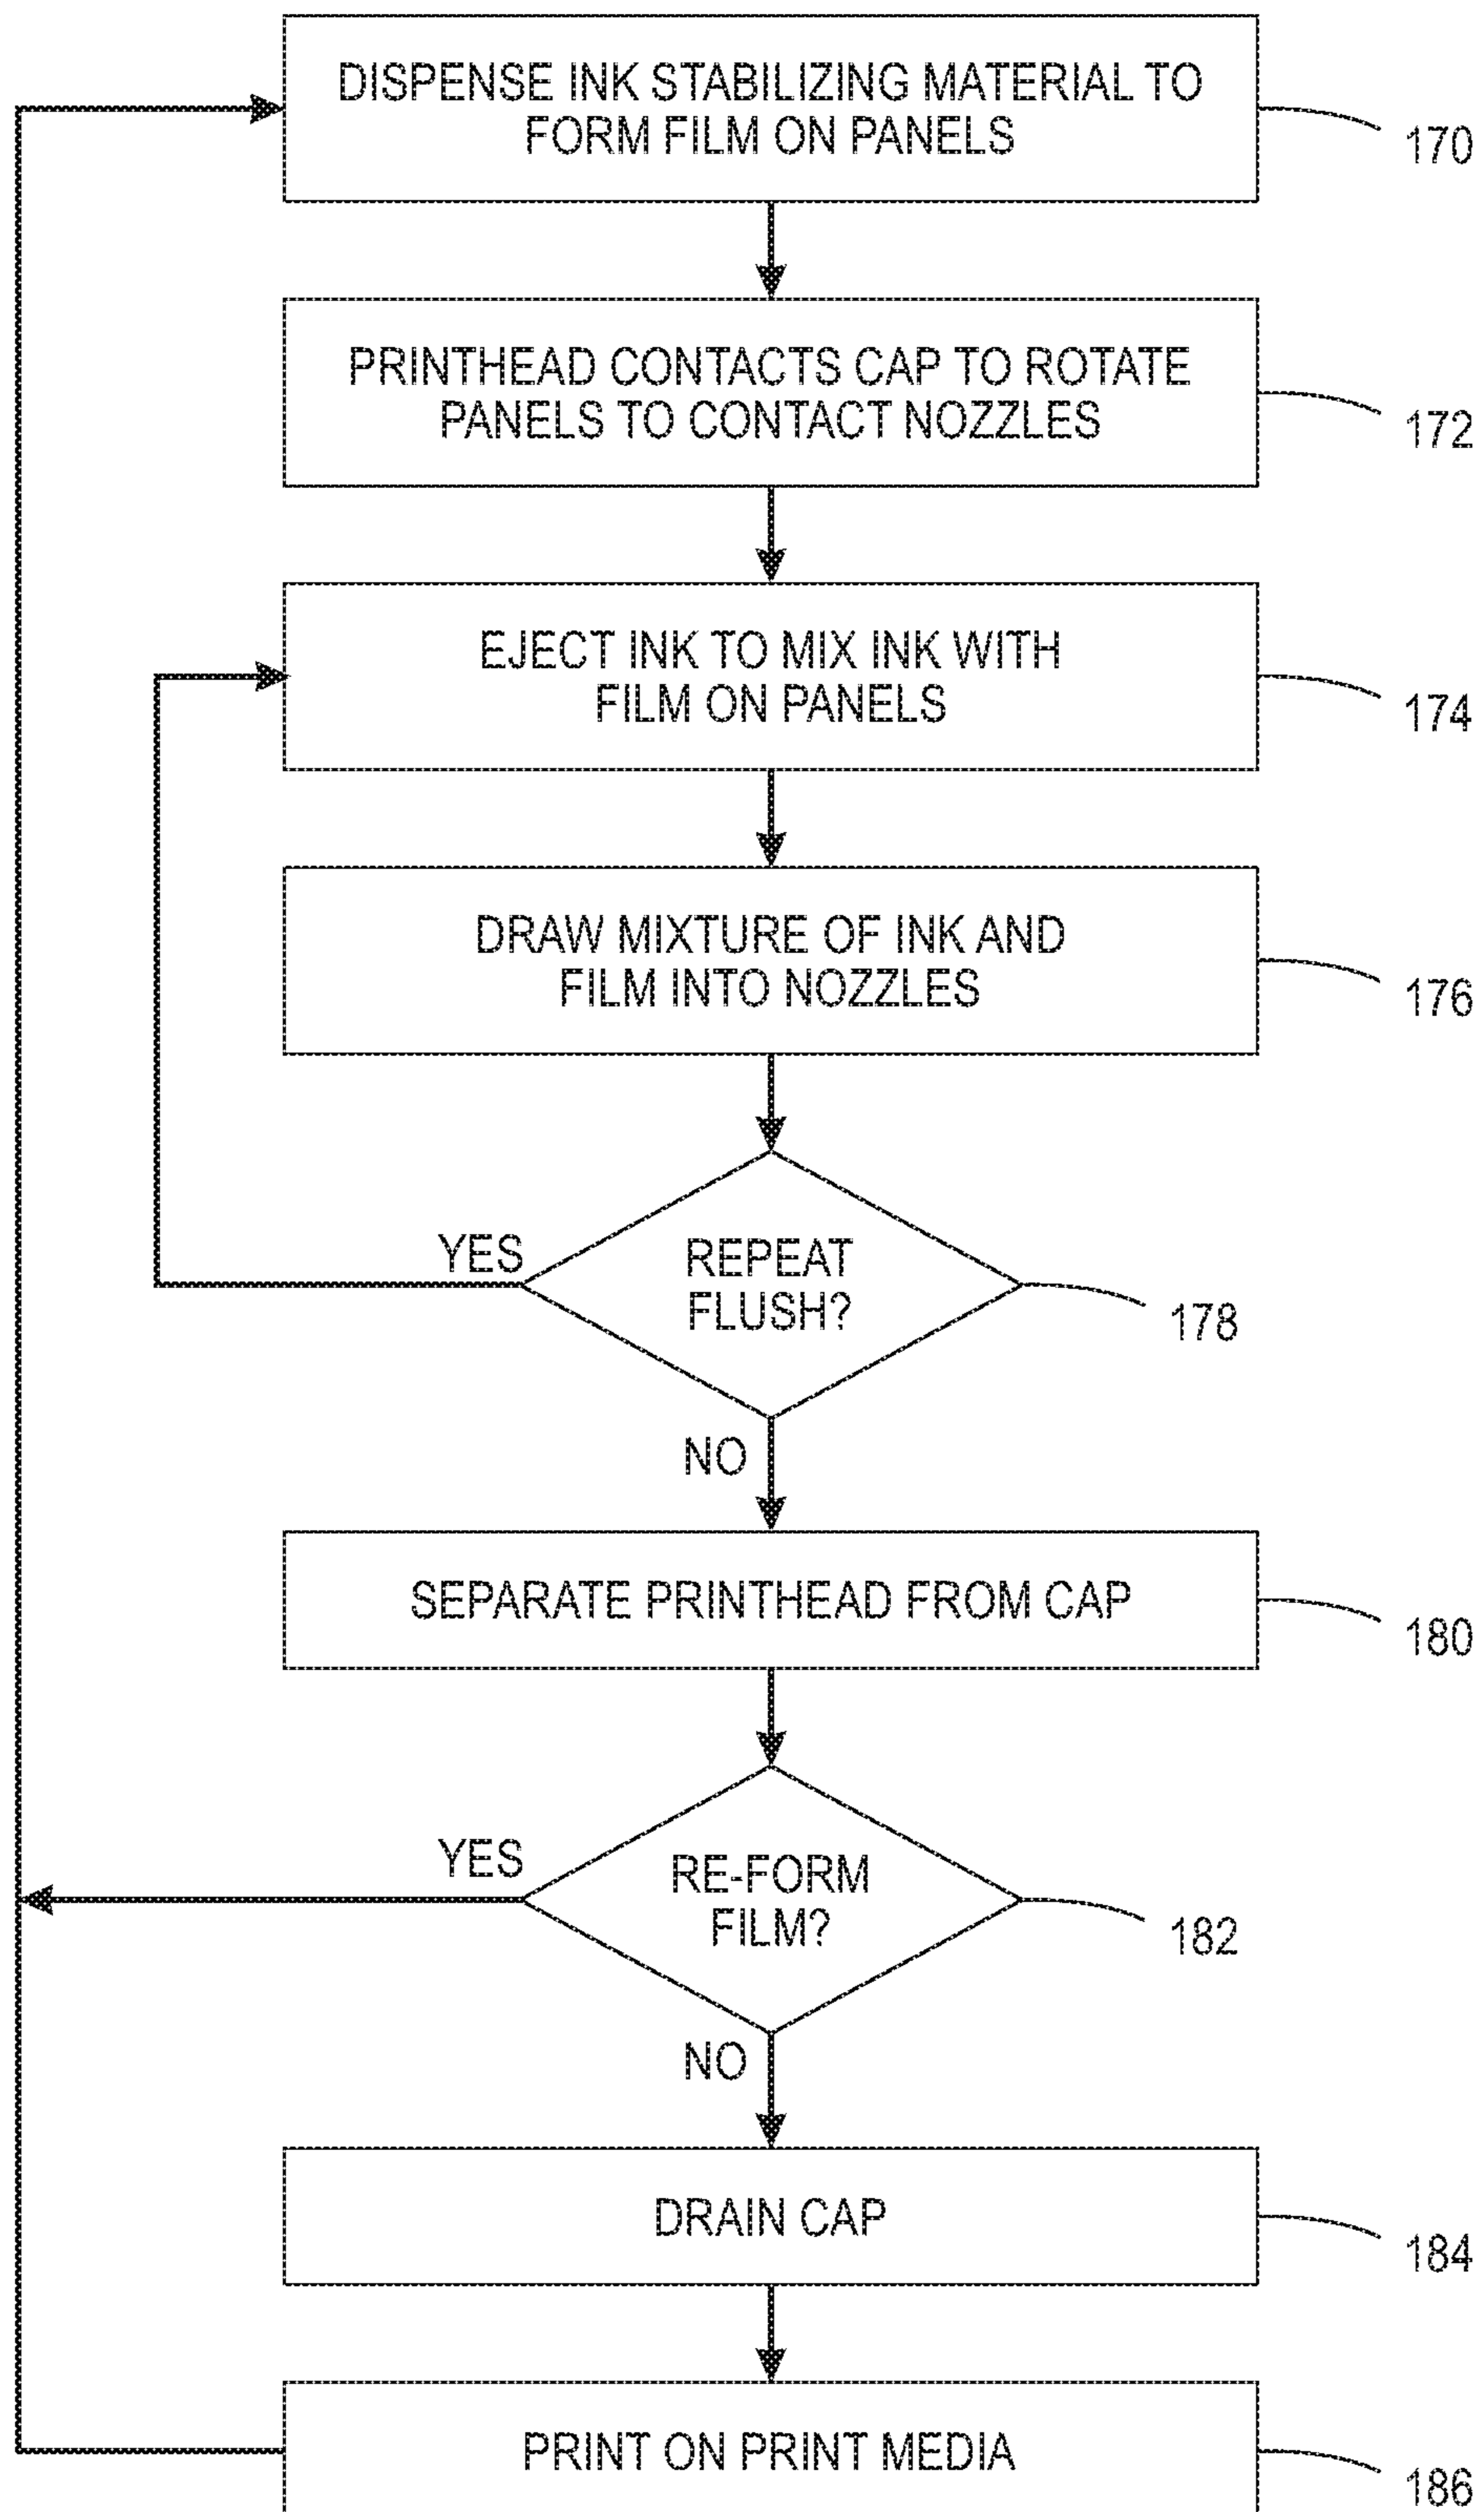 DISPENSE INK STABILIZING MATERIAL TO
FORM FILM ON PANELS
170
PRINTHEAD CONTACTS CAP TO ROTATE
PANELS TO CONTACT NOZZLES
172
EJECT INK TO MIX INK WITH
FILM ON PANELS
174
DRAW MIXTURE OF INK AND
FILM INTO NOZZLES
176
YES
REPEAT
FLUSH?
178
NO
SEPARATE PRINTHEAD FROM CAP
180
YES
RE-FORM
FILM?
182
NO
DRAIN CAP
184
PRINT ON PRINT MEDIA
186